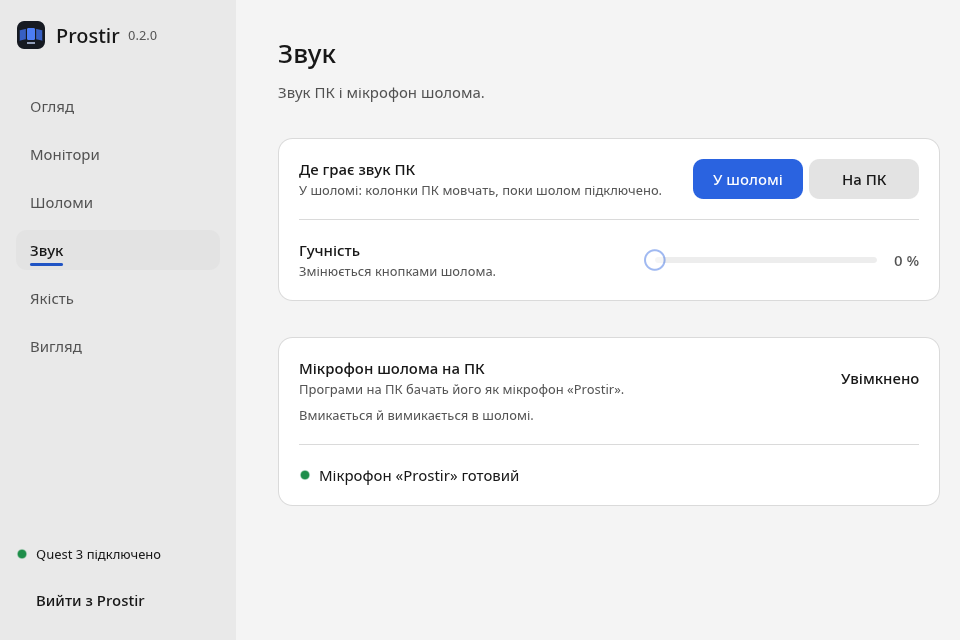 Prostir 0.2.0
Огляд
Монітори
Шоломи
Звук
Якість
Вигляд
Quest 3 підключено
Вийти з Prostir
Звук
Звук ПК і мікрофон шолома.
Де грає звук ПК
У шоломі: колонки ПК мовчать, поки шолом підключено.
У шоломі
На ПК
Гучність
Змінюється кнопками шолома.
0 %
Мікрофон шолома на ПК
Програми на ПК бачать його як мікрофон «Prostir».
Вмикається й вимикається в шоломі.
Увімкнено
Мікрофон «Prostir» готовий